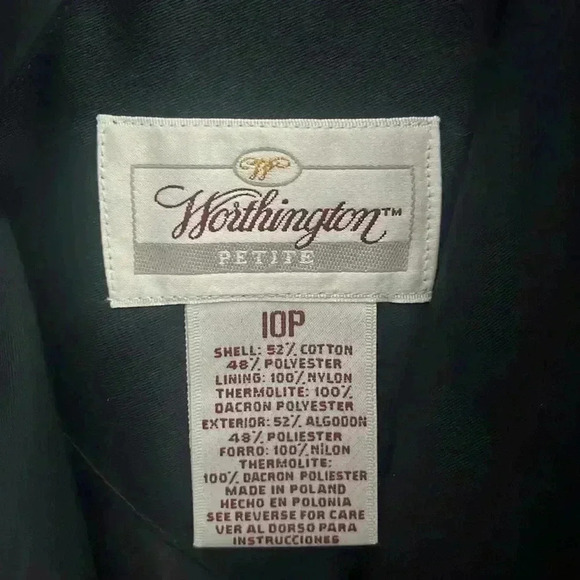 W
Worthington™
PETITE
10P
SHELL: 52% COTTON
48% POLYESTER
LINING: 100% NYLON
THERMOLITE: 100%
DACRON POLYESTER
EXTERIOR: 52% ALGODON
48% POLIESTER
FORRO: 100% NILON
THERMOLITE:
100% DACRON POLIESTER
MADE IN POLAND
HECHO EN POLONIA
SEE REVERSE FOR CARE
VER AL DORSO PARA
INSTRUCCIONES